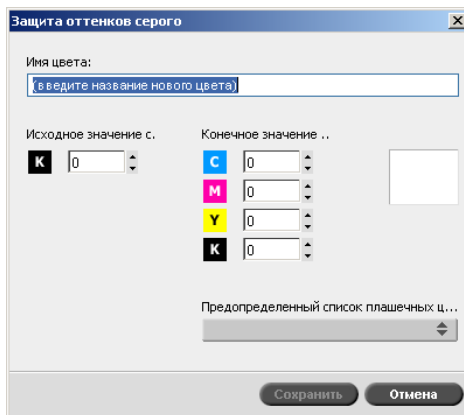 Защита оттенков серого
Имя цвета:
(введите название нового цвета)
Исходное значение с.
Конечное значение ..
K 0
C 0
M 0
Y 0
K 0
Предопределенный список плашечных ц...
Сохранить
Отмена